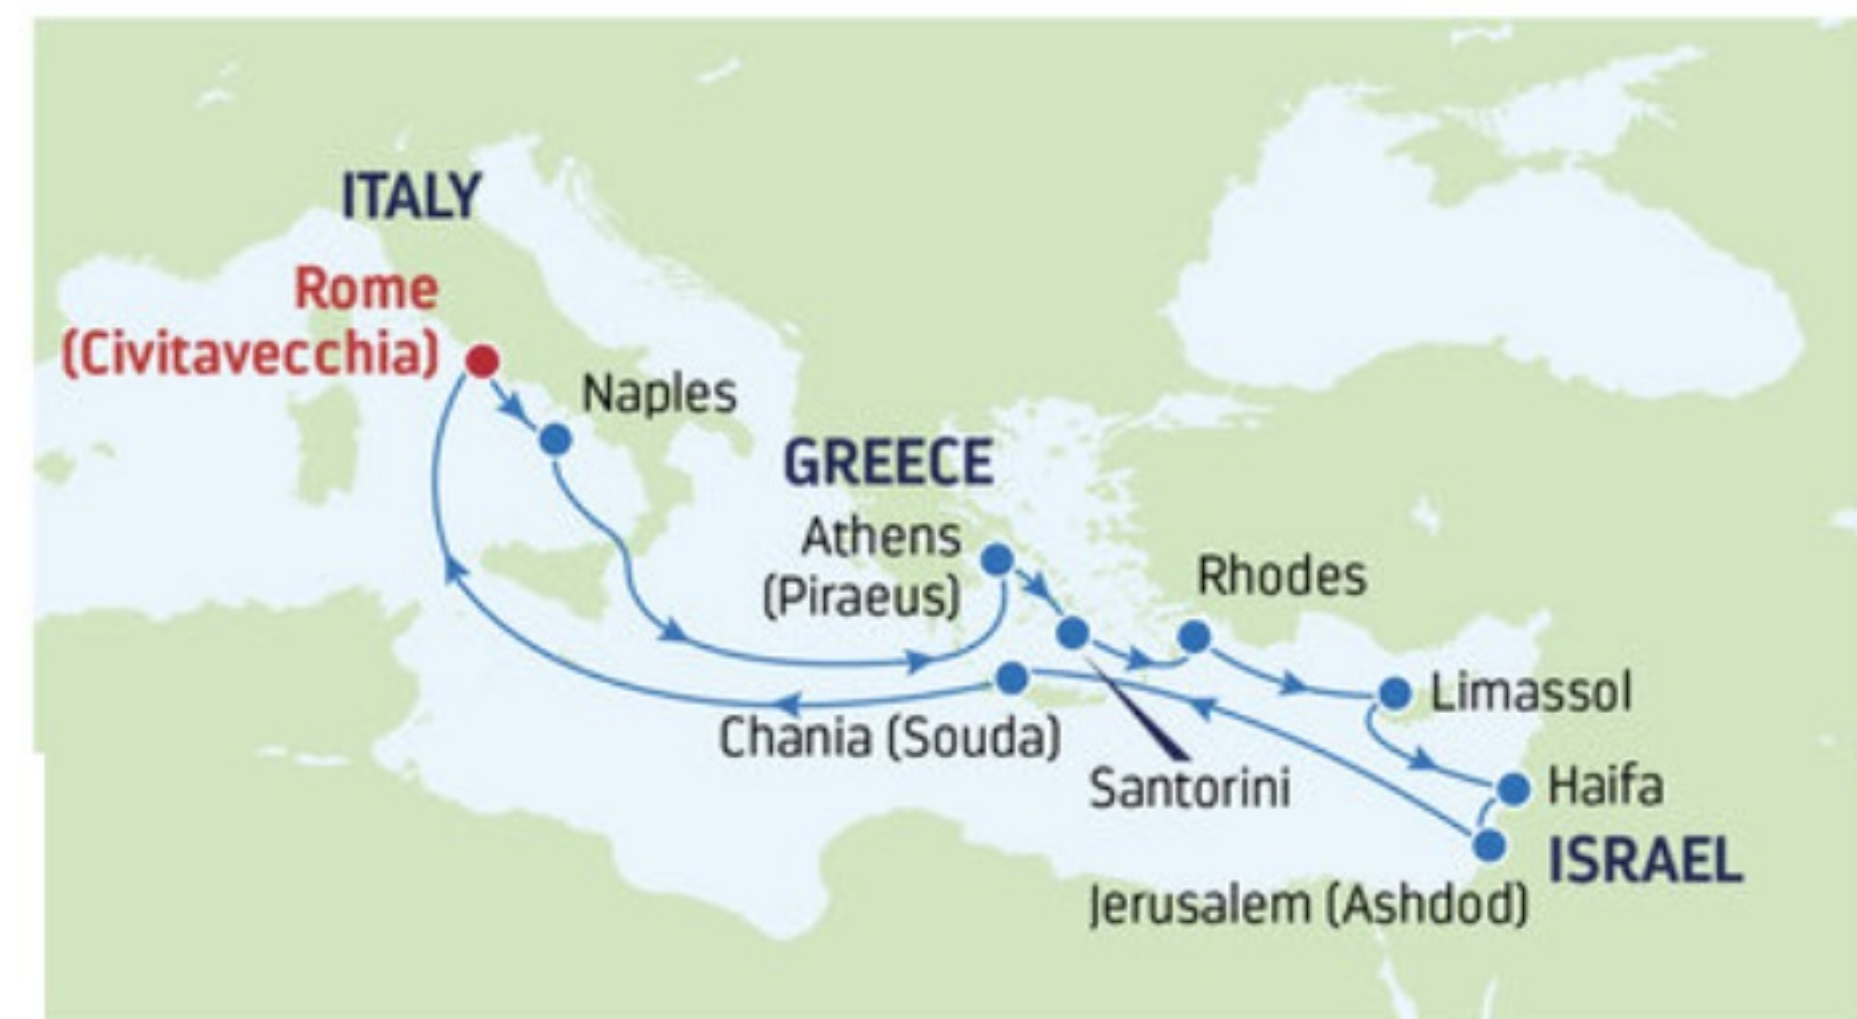 ITALY
Rome
(Civitavecchia)
Naples
GREECE
Athens
(Piraeus)
Rhodes
Limassol
Chania (Souda)
Santorini
Haifa
ISRAEL
Jerusalem (Ashdod)